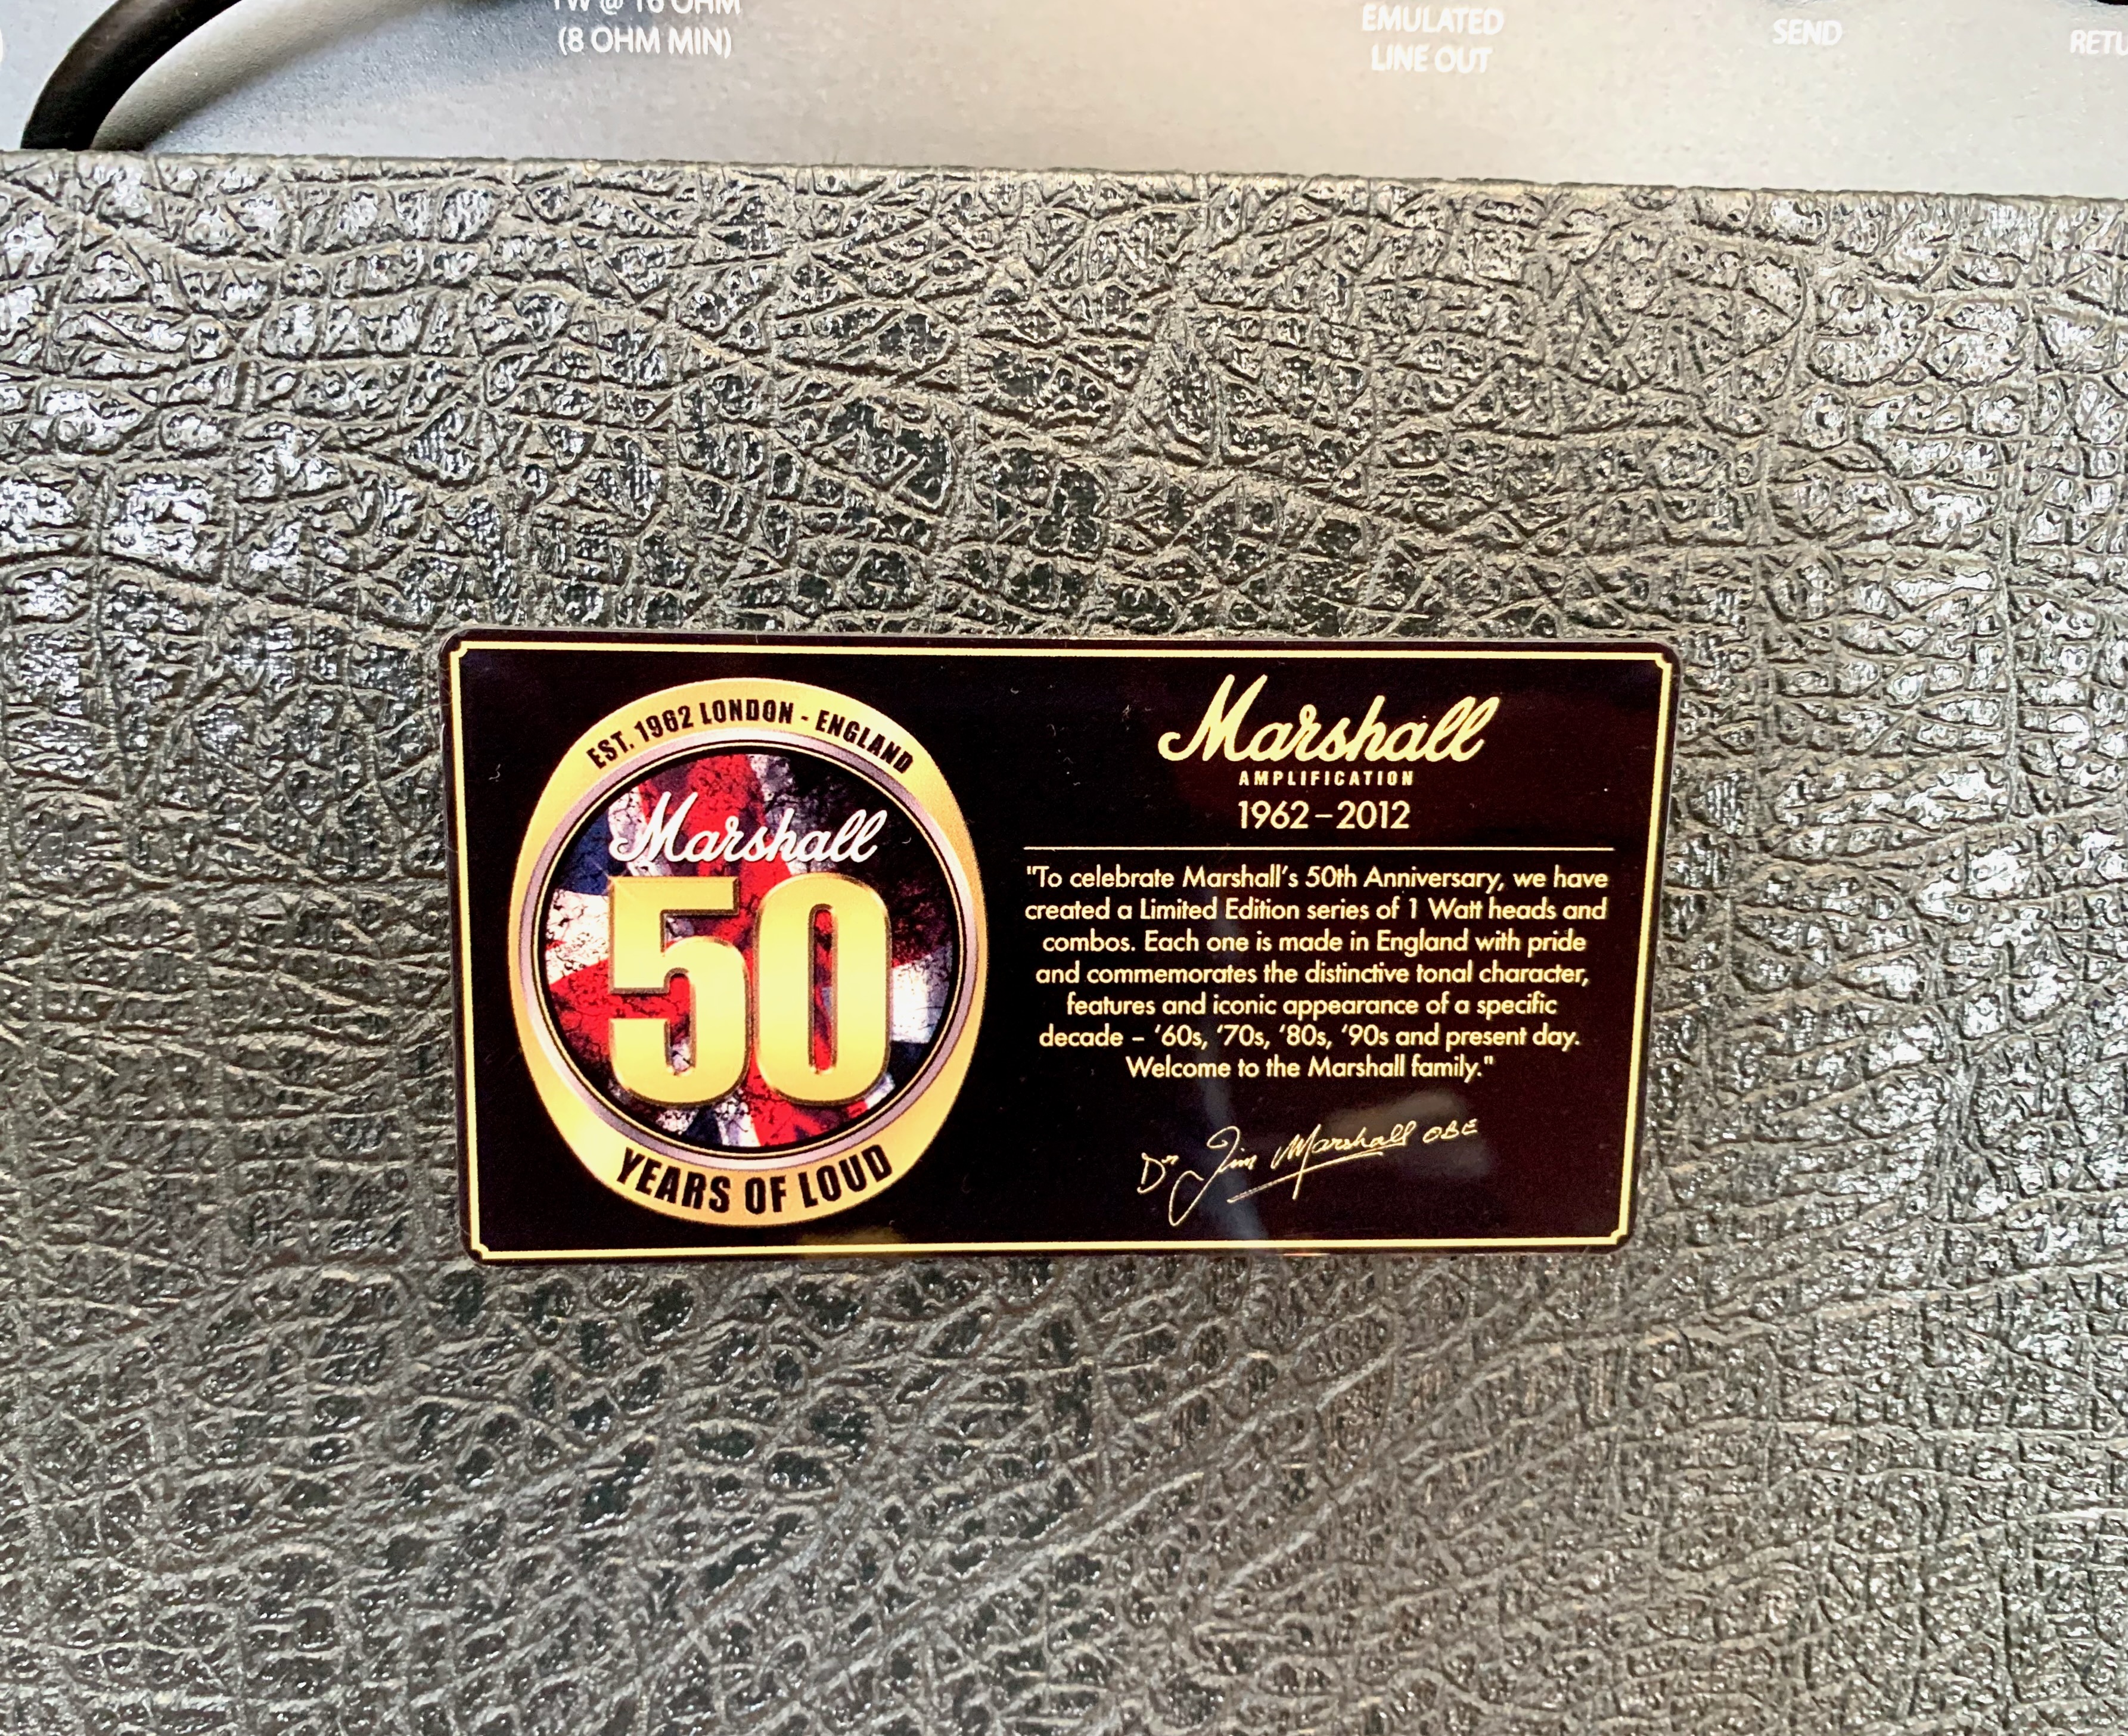 1W @ 16 OHM
(8 OHM MIN)
EMULATED
LINE OUT
SEND
EST. 1962 LONDON - ENGLAND
Marshall
50
YEARS OF LOUD
Marshall
AMPLIFICATION
1962–2012
"To celebrate Marshall's 50th Anniversary, we have
created a Limited Edition series of 1 Watt heads and
combos. Each one is made in England with pride
and commemorates the distinctive tonal character,
features and iconic appearance of a specific
decade – '60s, '70s, '80s, '90s and present day.
Welcome to the Marshall family."
Dr Jim Marshall OBE